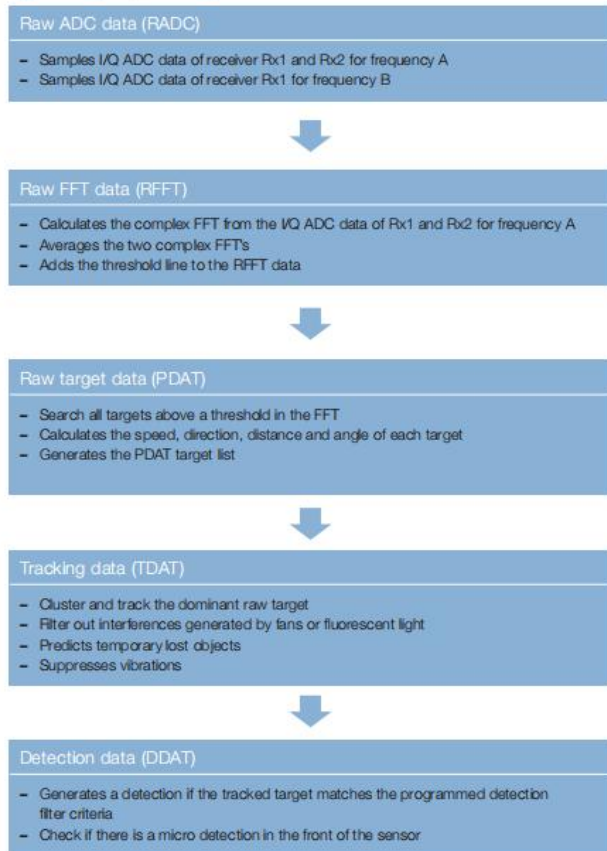 Raw ADC data (RADC)
– Samples I/Q ADC data of receiver Rx1 and Rx2 for frequency A
– Samples I/Q ADC data of receiver Rx1 for frequency B
Raw FFT data (RFFT)
– Calculates the complex FFT from the I/Q ADC data of Rx1 and Rx2 for frequency A
– Averages the two complex FFT's
– Adds the threshold line to the RFFT data
Raw target data (PDAT)
– Search all targets above a threshold in the FFT
– Calculates the speed, direction, distance and angle of each target
– Generates the PDAT target list
Tracking data (TDAT)
– Cluster and track the dominant raw target
– Filter out interferences generated by fans or fluorescent light
– Predicts temporary lost objects
– Suppresses vibrations
Detection data (DDAT)
– Generates a detection if the tracked target matches the programmed detection
filter criteria
– Check if there is a micro detection in the front of the sensor